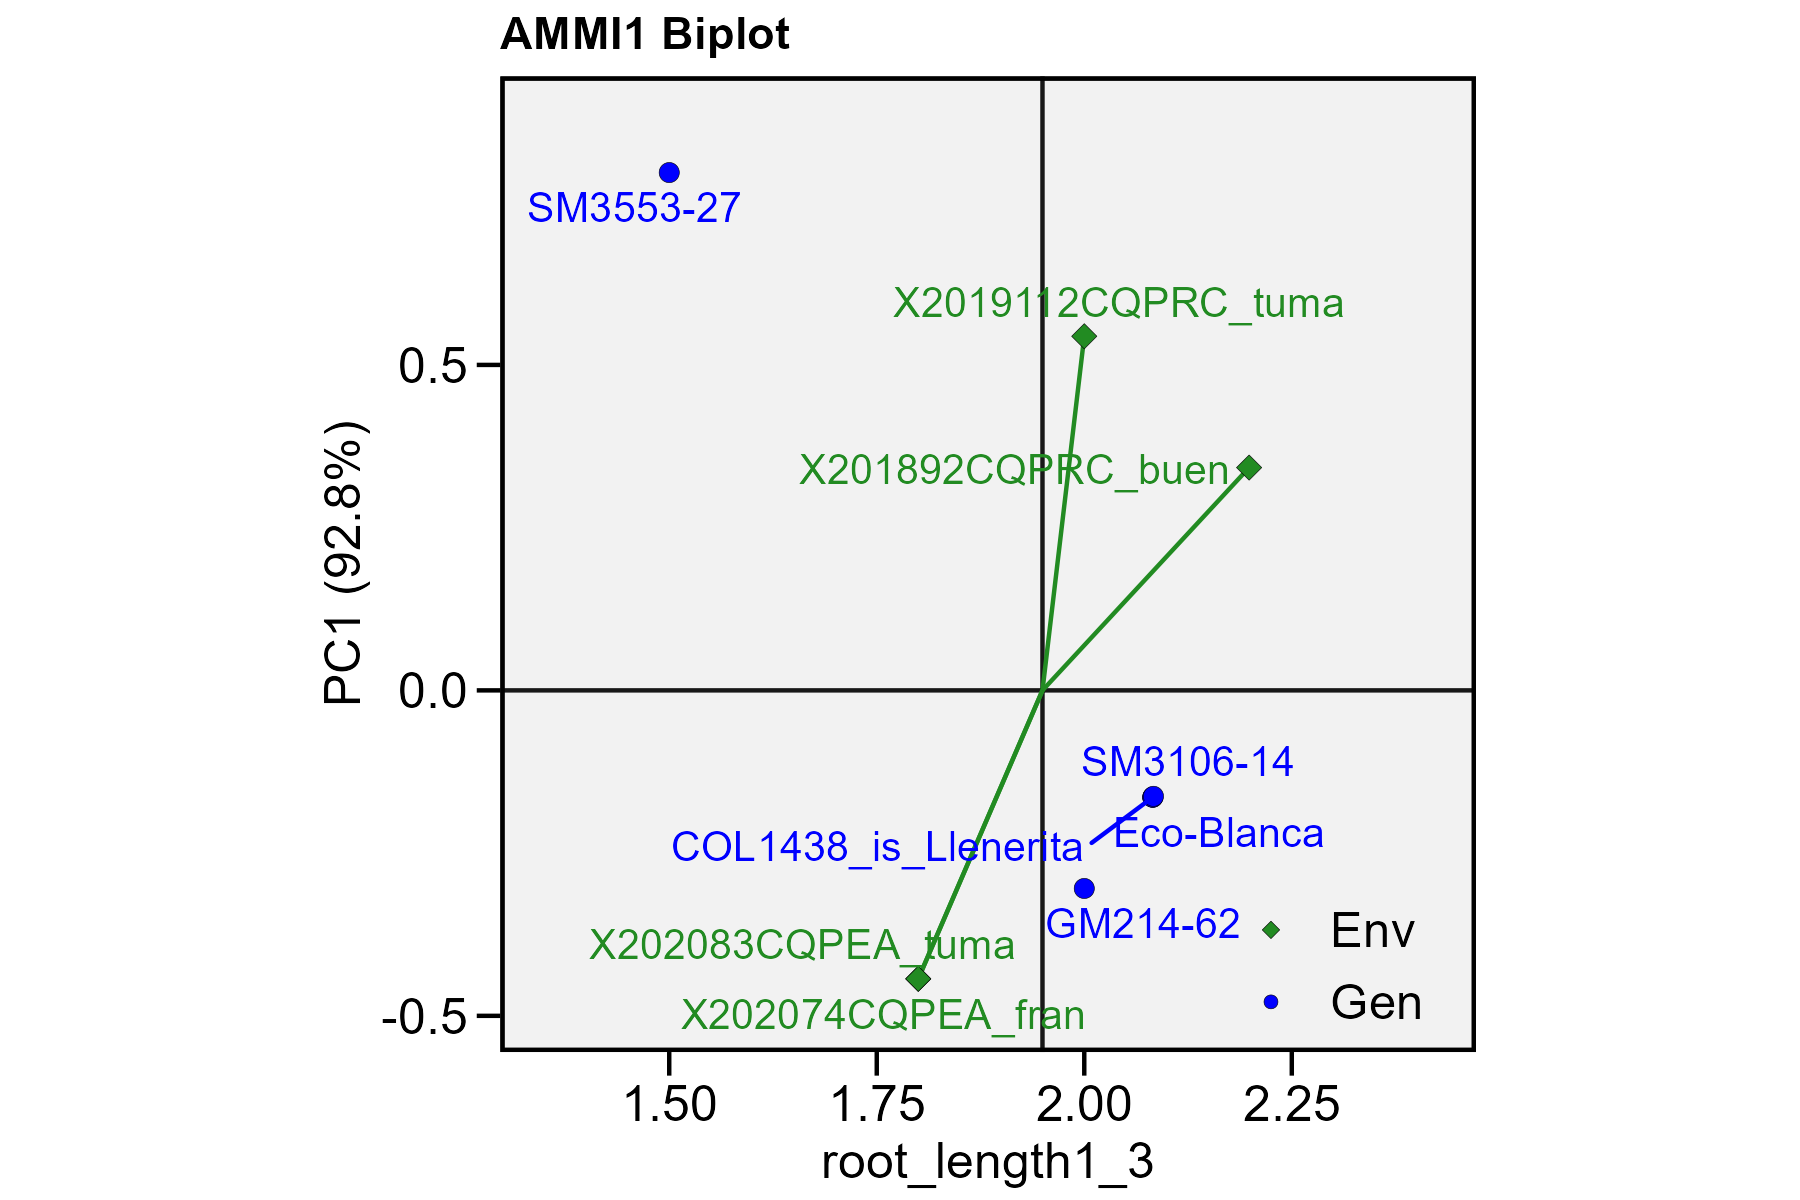 AMMI1 Biplot
SM3553-27
X2019112CQPRC_tuma
0.5
X201892CQPRC_buen
PC1 (92.8%)
0.0
SM3106-14
Eco-Blanca
COL1438_is_Llenerita
GM214-62
Env
X202083CQPEA_tuma
Gen
X202074CQPEA_fran
-0.5
1.50 1.75 2.00 2.25
root_length1_3